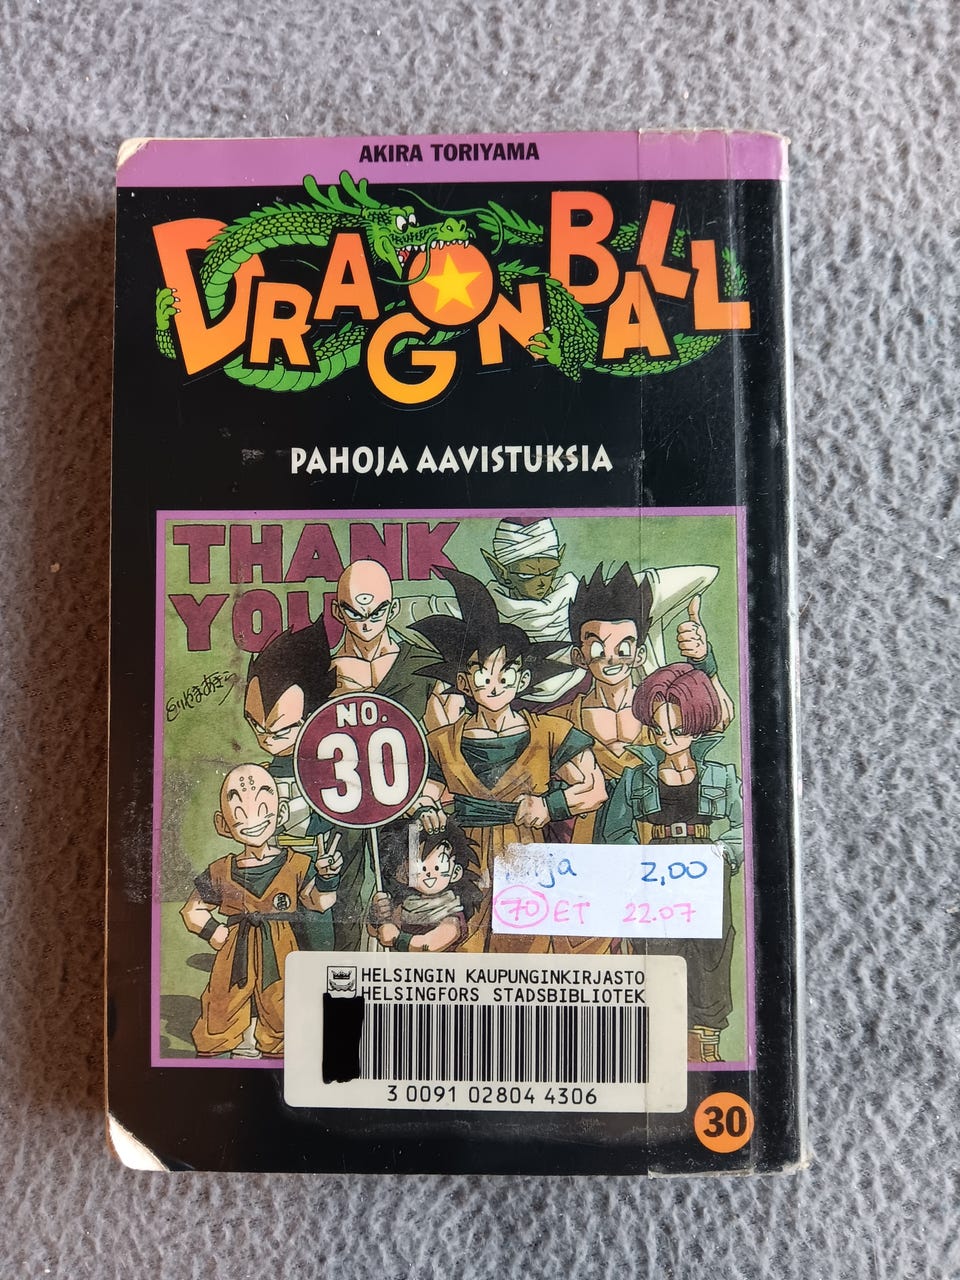 AKIRA TORIYAMA
DRAGON BALL
PAHOJA AAVISTUKSIA
THANK
YOU
NO.
30
2,00
70 ET 22.07
HELSINGIN KAUPUNGINKIRJASTO
HELSINGFORS STADSBIBLIOTEK
3 0091 02804 4306
30